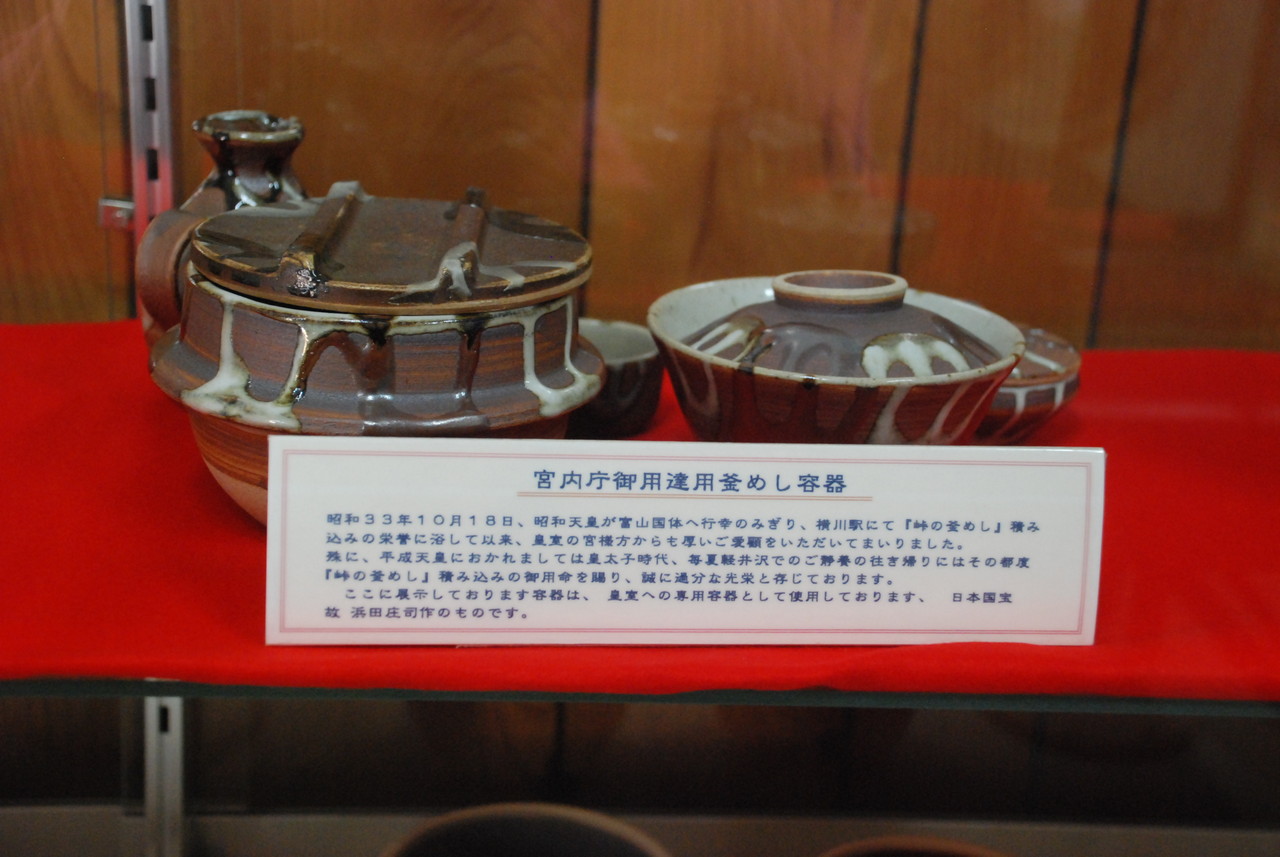 宮内庁御用達用釜めし容器
昭和３３年１０月１８日、昭和天皇が富山国体へ行幸のみぎり、横川駅にて『峠の釜めし』積み
込みの栄誉に浴して以来、皇室の宮様方からも厚いご愛顧をいただいてまいりました。
殊に、平成天皇におかれましては皇太子時代、毎夏軽井沢でのご静養の往き帰りにはその都度
『峠の釜めし』積み込みの御用命を賜り、誠に過分な光栄と存じております。
ここに展示しております容器は、 皇室への専用容器として使用しております、 日本国宝
故 浜田庄司作のものです。